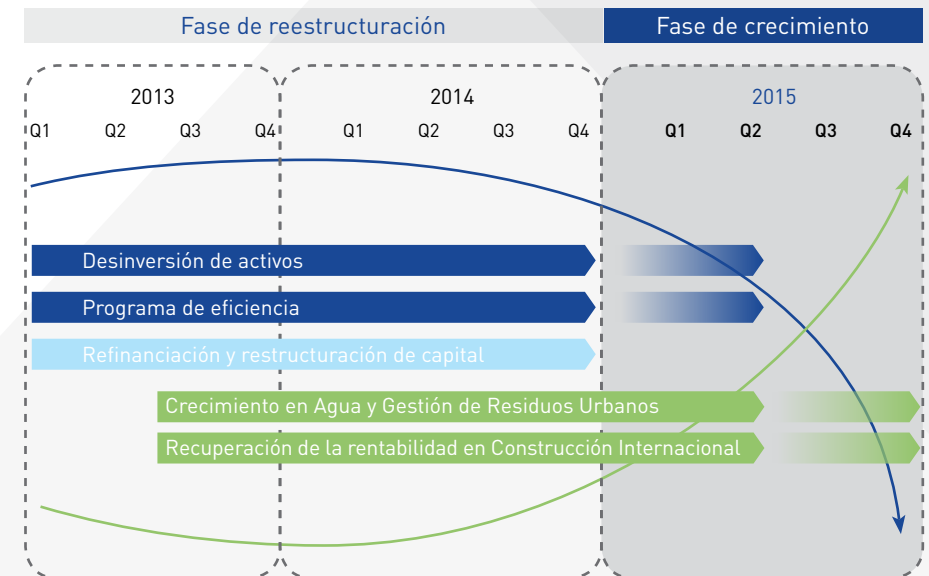 Fase de reestructuración
Fase de crecimiento
2013
2014
2015
Q1 Q2 Q3 Q4 Q1 Q2 Q3 Q4 Q1 Q2 Q3 Q4
Desinversión de activos
Programa de eficiencia
Refinanciación y restructuración de capital
Crecimiento en Agua y Gestión de Residuos Urbanos
Recuperación de la rentabilidad en Construcción Internacional